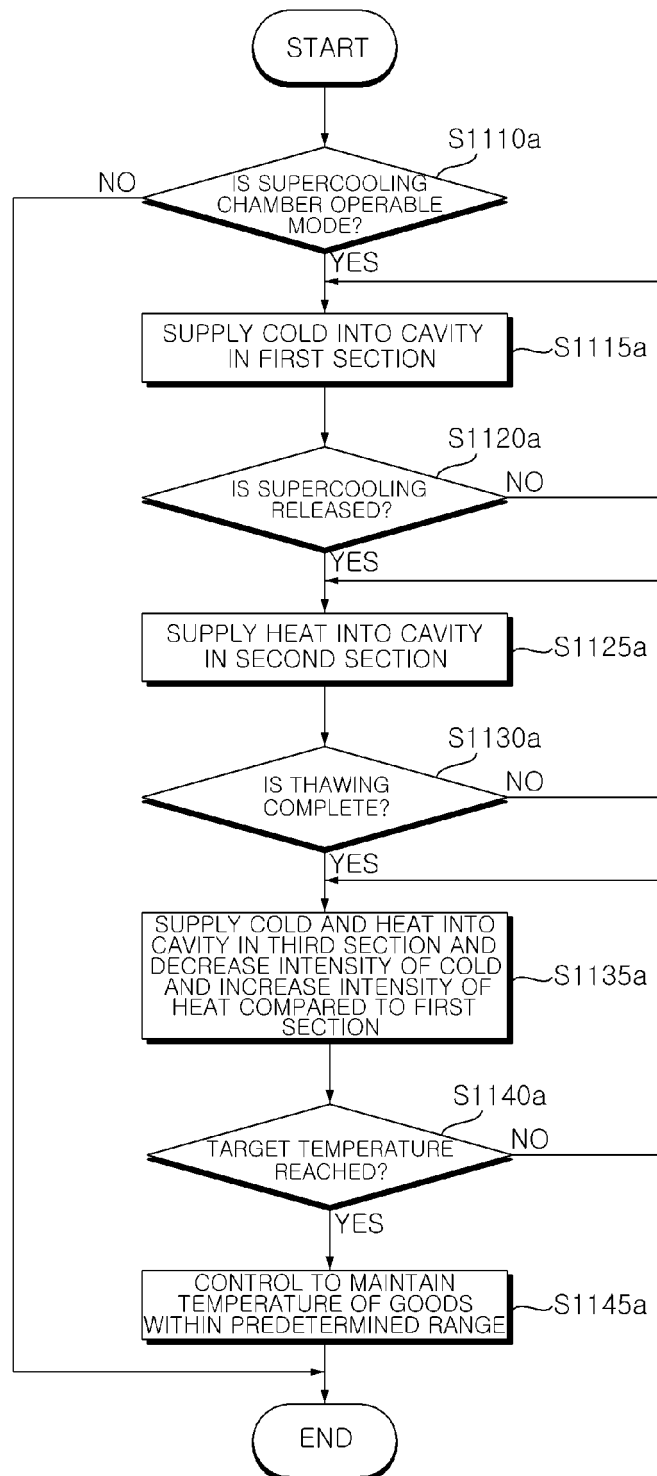 START
S1110a
NO
IS SUPERCOOLING
CHAMBER OPERABLE
MODE?
YES
SUPPLY COLD INTO CAVITY
IN FIRST SECTION
S1115a
S1120a
IS SUPERCOOLING
RELEASED?
NO
YES
SUPPLY HEAT INTO CAVITY
IN SECOND SECTION
S1125a
S1130a
IS THAWING
COMPLETE?
NO
YES
SUPPLY COLD AND HEAT INTO
CAVITY IN THIRD SECTION AND
DECREASE INTENSITY OF COLD
AND INCREASE INTENSITY OF
HEAT COMPARED TO FIRST
SECTION
S1135a
S1140a
TARGET TEMPERATURE
REACHED?
NO
YES
CONTROL TO MAINTAIN
TEMPERATURE OF GOODS
WITHIN PREDETERMINED RANGE
S1145a
END